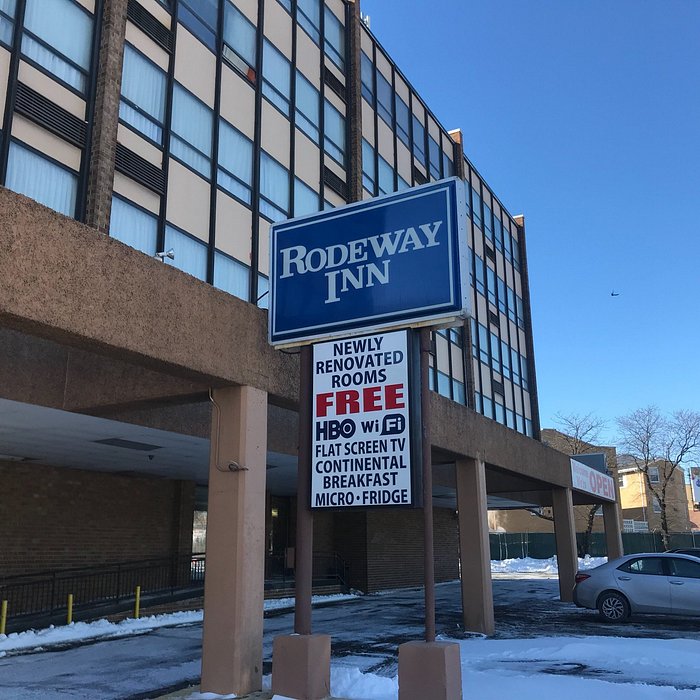 RODEWAY
INN
NEWLY
RENOVATED
ROOMS
FREE
HBO WiFi
FLAT SCREEN TV
CONTINENTAL
BREAKFAST
MICRO • FRIDGE
OPEN